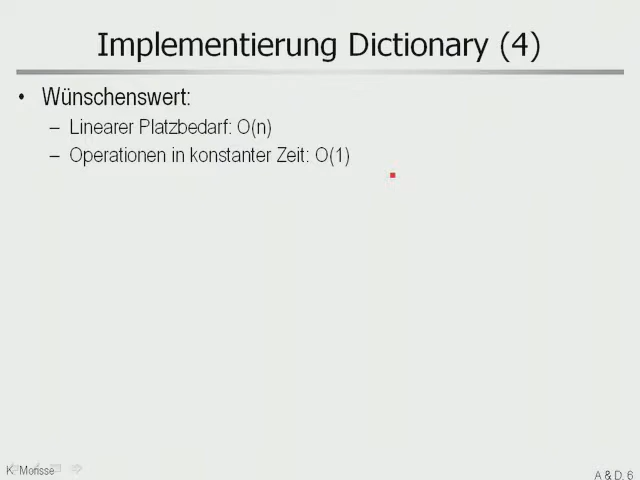 Implementierung Dictionary (4)
• Wünschenswert:
– Linearer Platzbedarf: O(n)
– Operationen in konstanter Zeit: O(1)
K. Morisse
A & D. 6